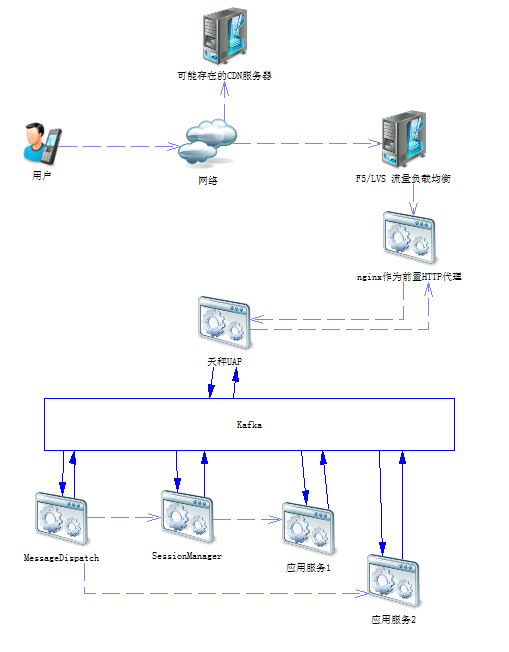 可能存在的CDN服务器
用户
网络
F5/LVS 流量负载均衡
nginx作为前置HTTP代理
天秤UAP
Kafka
MessageDispatch
SessionManager
应用服务1
应用服务2